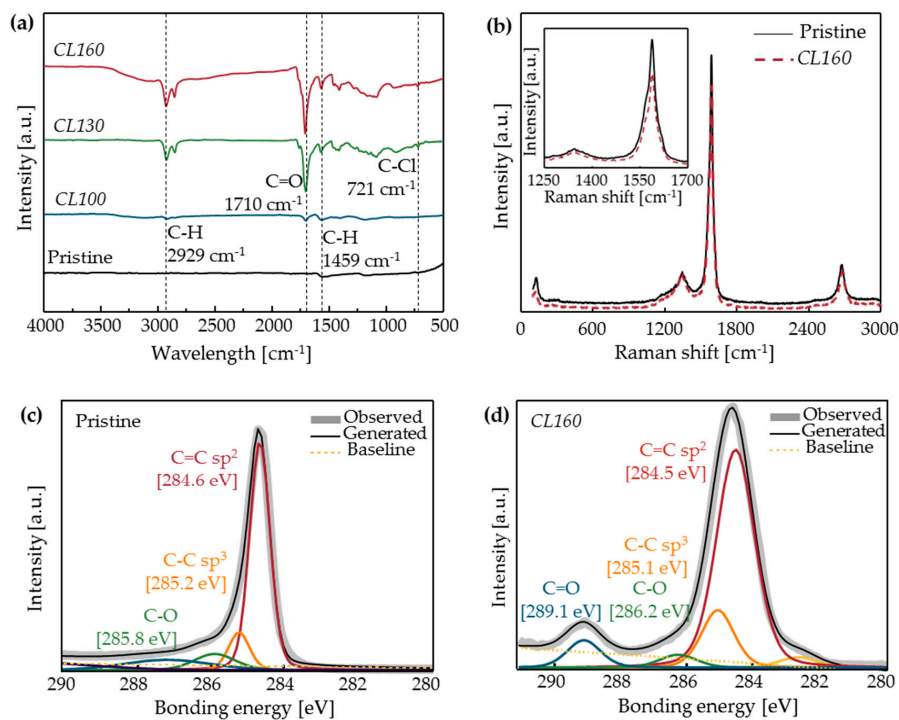 (a)
CL160
CL130
CL100
Pristine
C=O
1710 cm-1
C-Cl
721 cm-1
C-H
2929 cm-1
C-H
1459 cm-1
Intensity [a.u.]
4000 3500 3000 2500 2000 1500 1000 500
Wavelength [cm-1]
(b)
Pristine
CL160
Intensity [a.u.]
Intensity [a.u.]
1250 1400 1550 1700
Raman shift [cm-1]
0 600 1200 1800 2400 3000
Raman shift [cm-1]
(c)
Pristine
Observed
Generated
Baseline
C=C sp2
[284.6 eV]
C-C sp3
[285.2 eV]
C-O
[285.8 eV]
Intensity [a.u.]
290 288 286 284 282 280
Bonding energy [eV]
(d)
CL160
Observed
Generated
Baseline
C=C sp2
[284.5 eV]
C-C sp3
[285.1 eV]
C=O
[289.1 eV]
C-O
[286.2 eV]
Intensity [a.u.]
290 288 286 284 282 280
Bonding energy [eV]